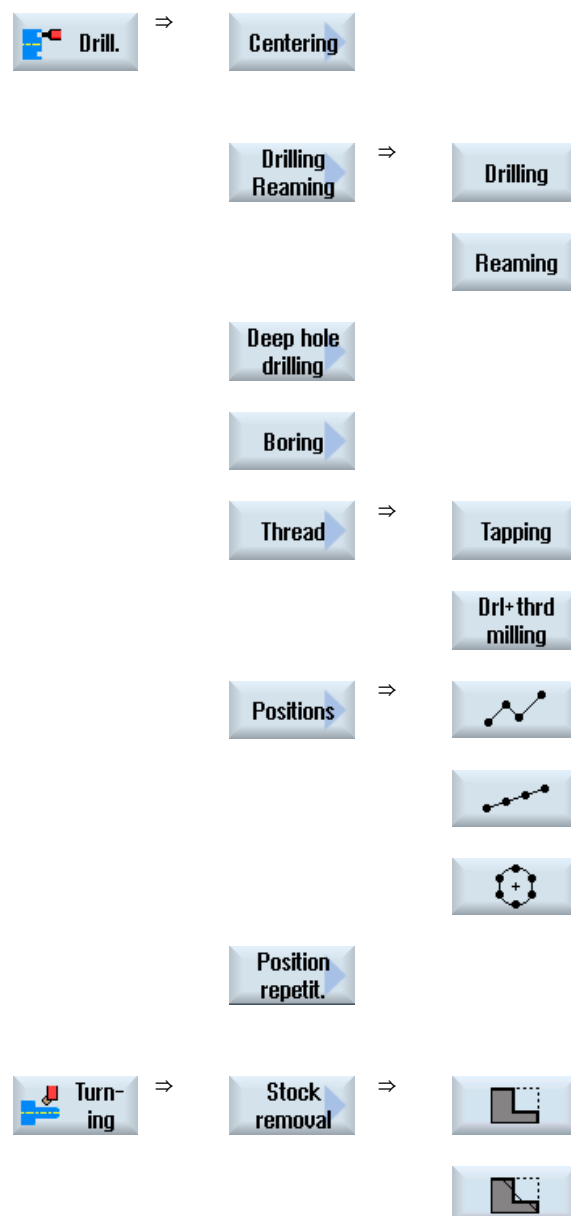 Drill.
⇒
Centering
Drilling
Reaming
⇒
Drilling
Reaming
Deep hole
drilling
Boring
Thread
⇒
Tapping
Drl+thrd
milling
Positions
⇒
Position
repetit.
Turn-
ing
⇒
Stock
removal
⇒